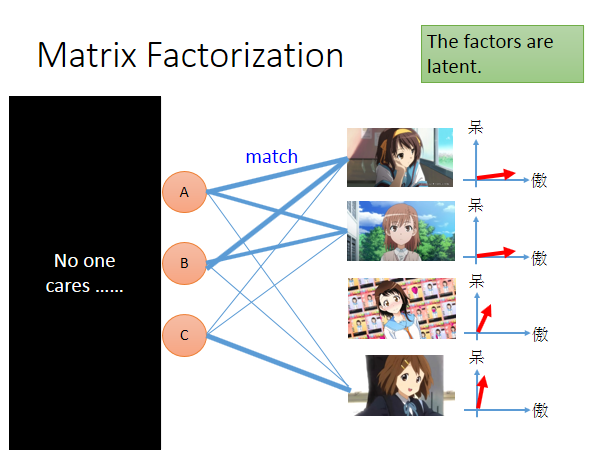 Matrix Factorization
The factors are
latent.
No one
cares ……
match
A
B
C
呆
傲
呆
傲
呆
傲
呆
傲